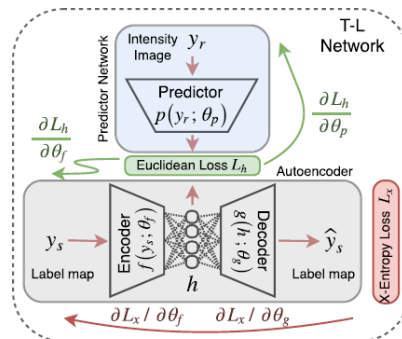 T-L
Network
Predictor Network
Intensity
Image
y_r
Predictor
p(y_r; θ_p)
∂L_h
∂θ_f
∂L_h
∂θ_p
Euclidean Loss L_h
Autoencoder
y_s
Label map
Encoder
f(y_s; θ_f)
h
Decoder
g(h; θ_g)
ŷ_s
Label map
X-Entropy Loss L_x
∂L_x / ∂θ_f
∂L_x / ∂θ_g